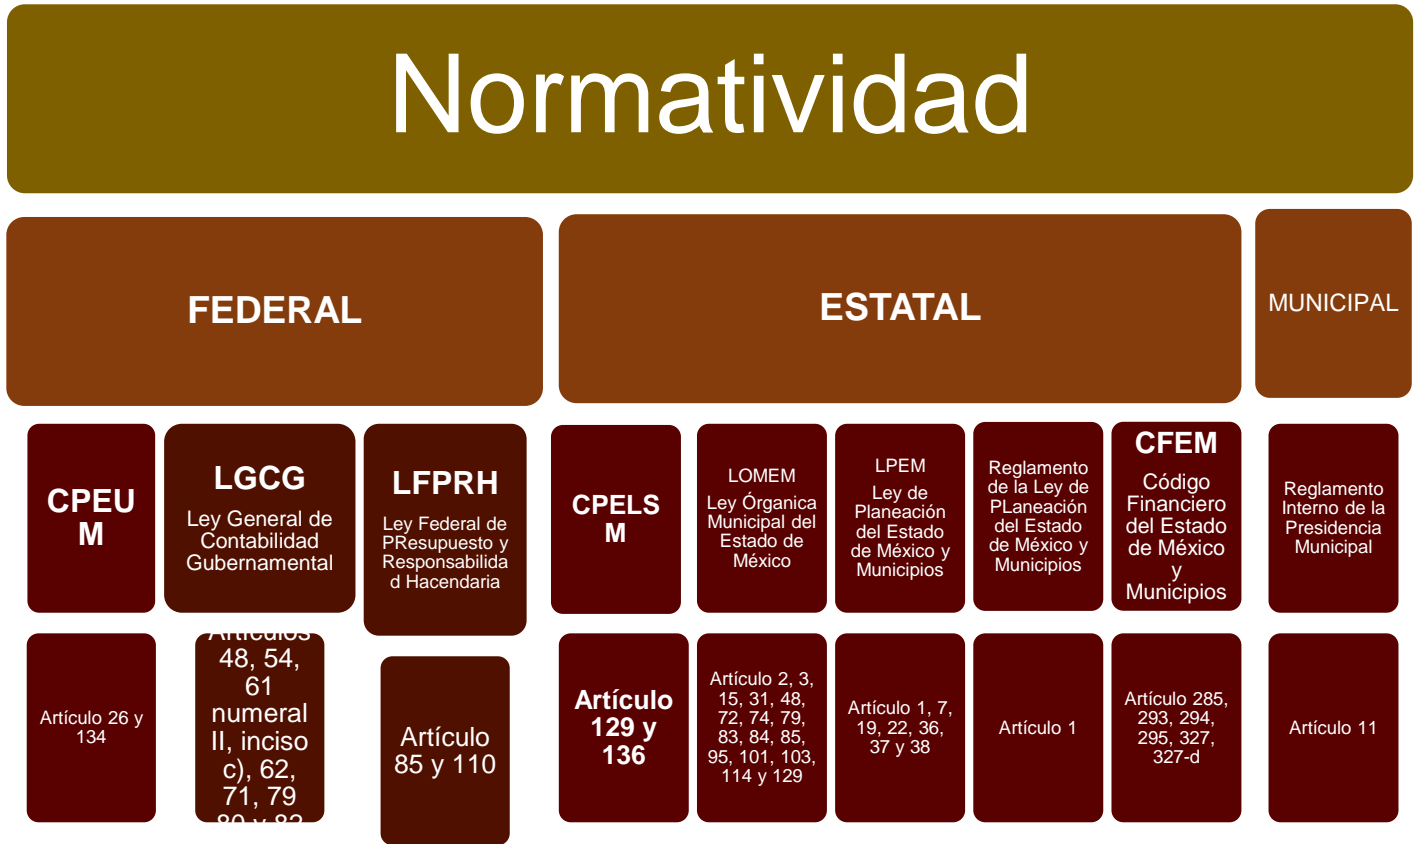 Normatividad
FEDERAL
ESTATAL
MUNICIPAL
CPEU
M
LGCG
Ley General de
Contabilidad
Gubernamental
LFPRH
Ley Federal de
PResupuesto y
Responsabilida
d Hacendaria
CPELS
M
LOMEM
Ley Órganica
Municipal del
Estado de
México
LPEM
Ley de
Planeación
del Estado
de México y
Municipios
Reglamento
de la Ley de
PLaneación
del Estado
de México y
Municipios
CFEM
Código
Financiero
del Estado
de México
y
Municipios
Reglamento
Interno de la
Presidencia
Municipal
Artículo 26 y
134
Artículos
48, 54,
61
numeral
II, inciso
c), 62,
71, 79
80 y 82
Artículo
85 y 110
Artículo
129 y
136
Artículo 2, 3,
15, 31, 48,
72, 74, 79,
83, 84, 85,
95, 101, 103,
114 y 129
Artículo 1, 7,
19, 22, 36,
37 y 38
Artículo 1
Artículo 285,
293, 294,
295, 327,
327-d
Artículo 11